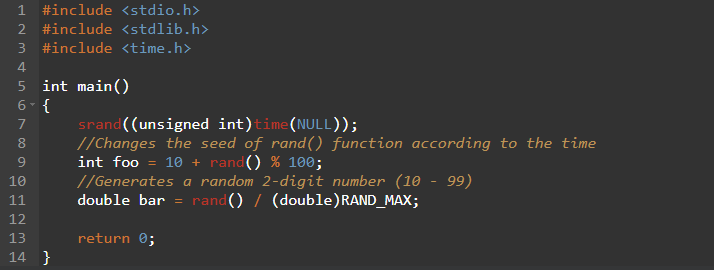 1 #include <stdio.h>
2 #include <stdlib.h>
3 #include <time.h>
4
5 int main()
6 {
7     srand((unsigned int)time(NULL));
8     //Changes the seed of rand() function according to the time
9     int foo = 10 + rand() % 100;
10     //Generates a random 2-digit number (10 - 99)
11     double bar = rand() / (double)RAND_MAX;
12
13     return 0;
14 }